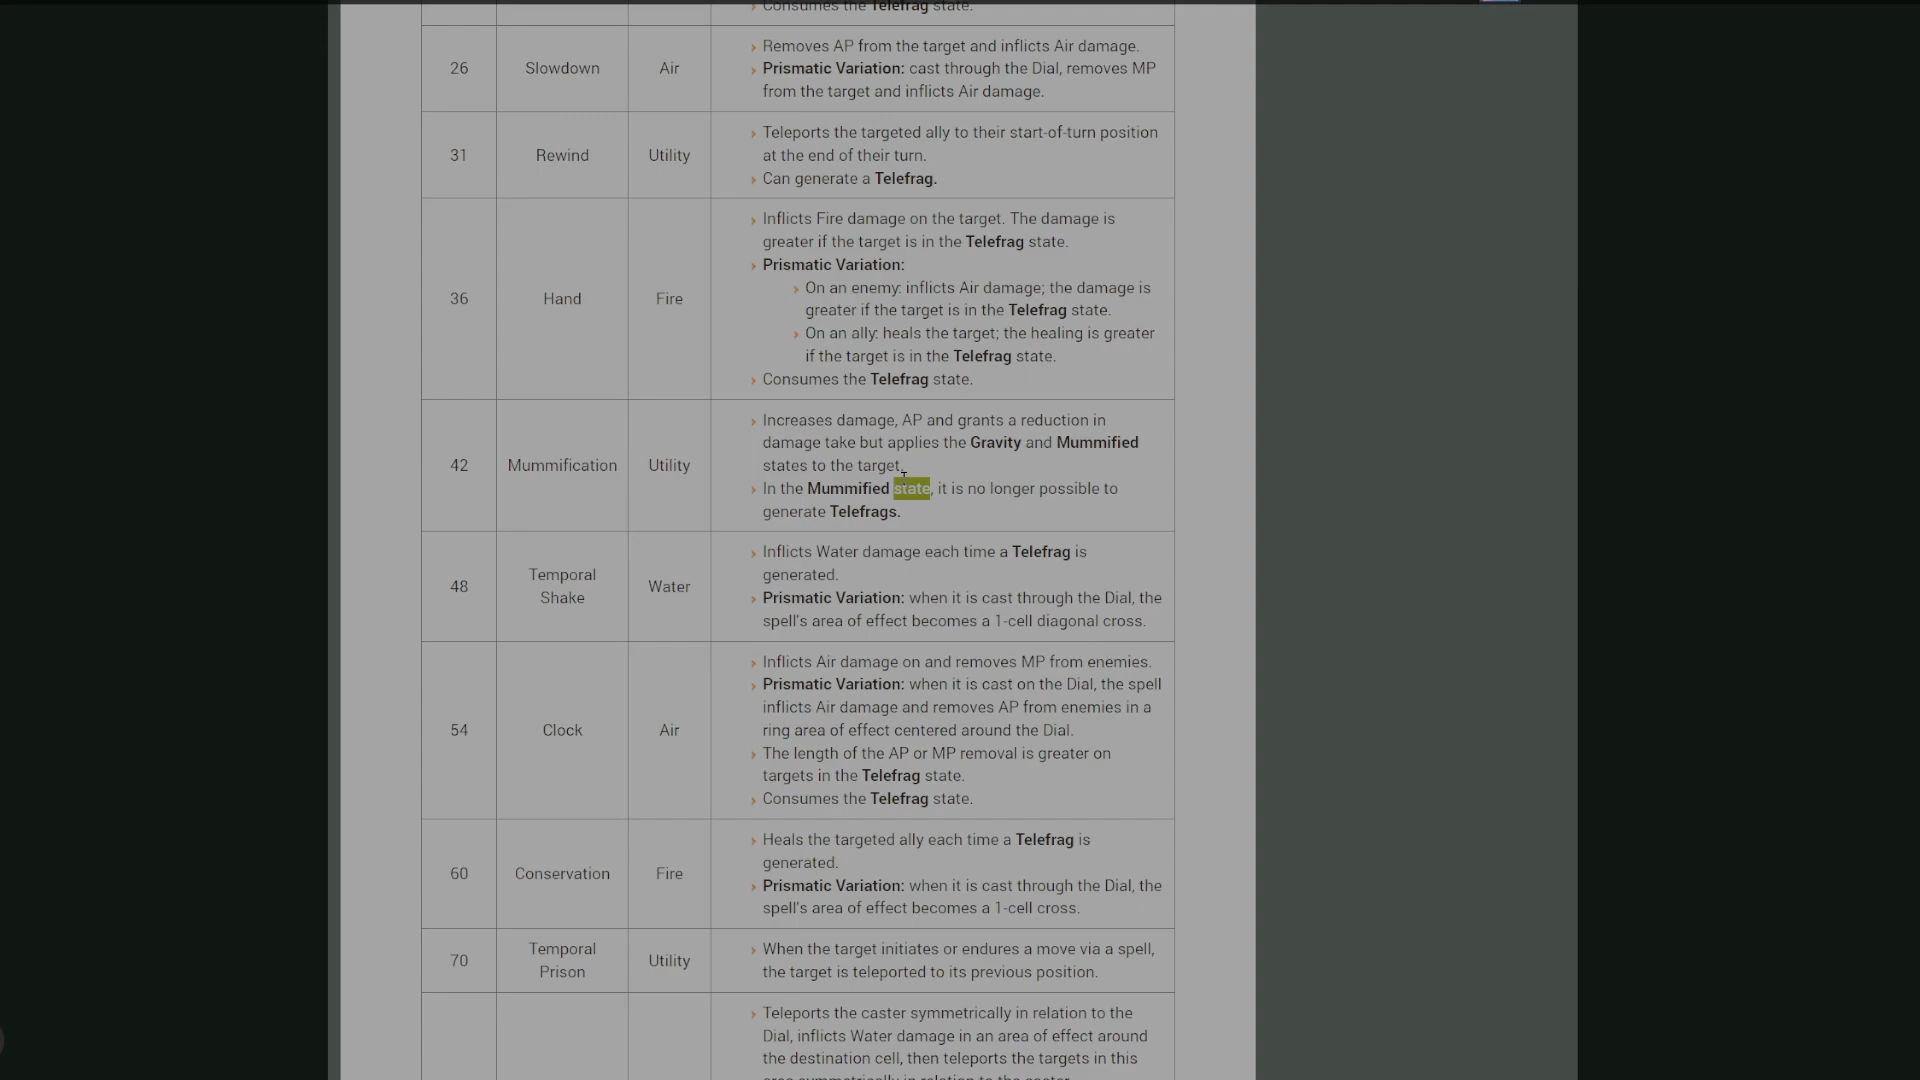 Consumes the Telefrag state.
26
Slowdown
Air
Removes AP from the target and inflicts Air damage.
Prismatic Variation: cast through the Dial, removes MP
from the target and inflicts Air damage.
31
Rewind
Utility
Teleports the targeted ally to their start-of-turn position
at the end of their turn.
Can generate a Telefrag.
36
Hand
Fire
Inflicts Fire damage on the target. The damage is
greater if the target is in the Telefrag state.
Prismatic Variation:
On an enemy: inflicts Air damage; the damage is
greater if the target is in the Telefrag state.
On an ally: heals the target; the healing is greater
if the target is in the Telefrag state.
Consumes the Telefrag state.
42
Mummification
Utility
Increases damage, AP and grants a reduction in
damage take but applies the Gravity and Mummified
states to the target.
In the Mummified state, it is no longer possible to
generate Telefrags.
48
Temporal
Shake
Water
Inflicts Water damage each time a Telefrag is
generated.
Prismatic Variation: when it is cast through the Dial, the
spell's area of effect becomes a 1-cell diagonal cross.
54
Clock
Air
Inflicts Air damage on and removes MP from enemies.
Prismatic Variation: when it is cast on the Dial, the spell
inflicts Air damage and removes AP from enemies in a
ring area of effect centered around the Dial.
The length of the AP or MP removal is greater on
targets in the Telefrag state.
Consumes the Telefrag state.
60
Conservation
Fire
Heals the targeted ally each time a Telefrag is
generated.
Prismatic Variation: when it is cast through the Dial, the
spell's area of effect becomes a 1-cell cross.
70
Temporal
Prison
Utility
When the target initiates or endures a move via a spell,
the target is teleported to its previous position.
Teleports the caster symmetrically in relation to the
Dial, inflicts Water damage in an area of effect around
the destination cell, then teleports the targets in this
area symmetrically in relation to the caster.